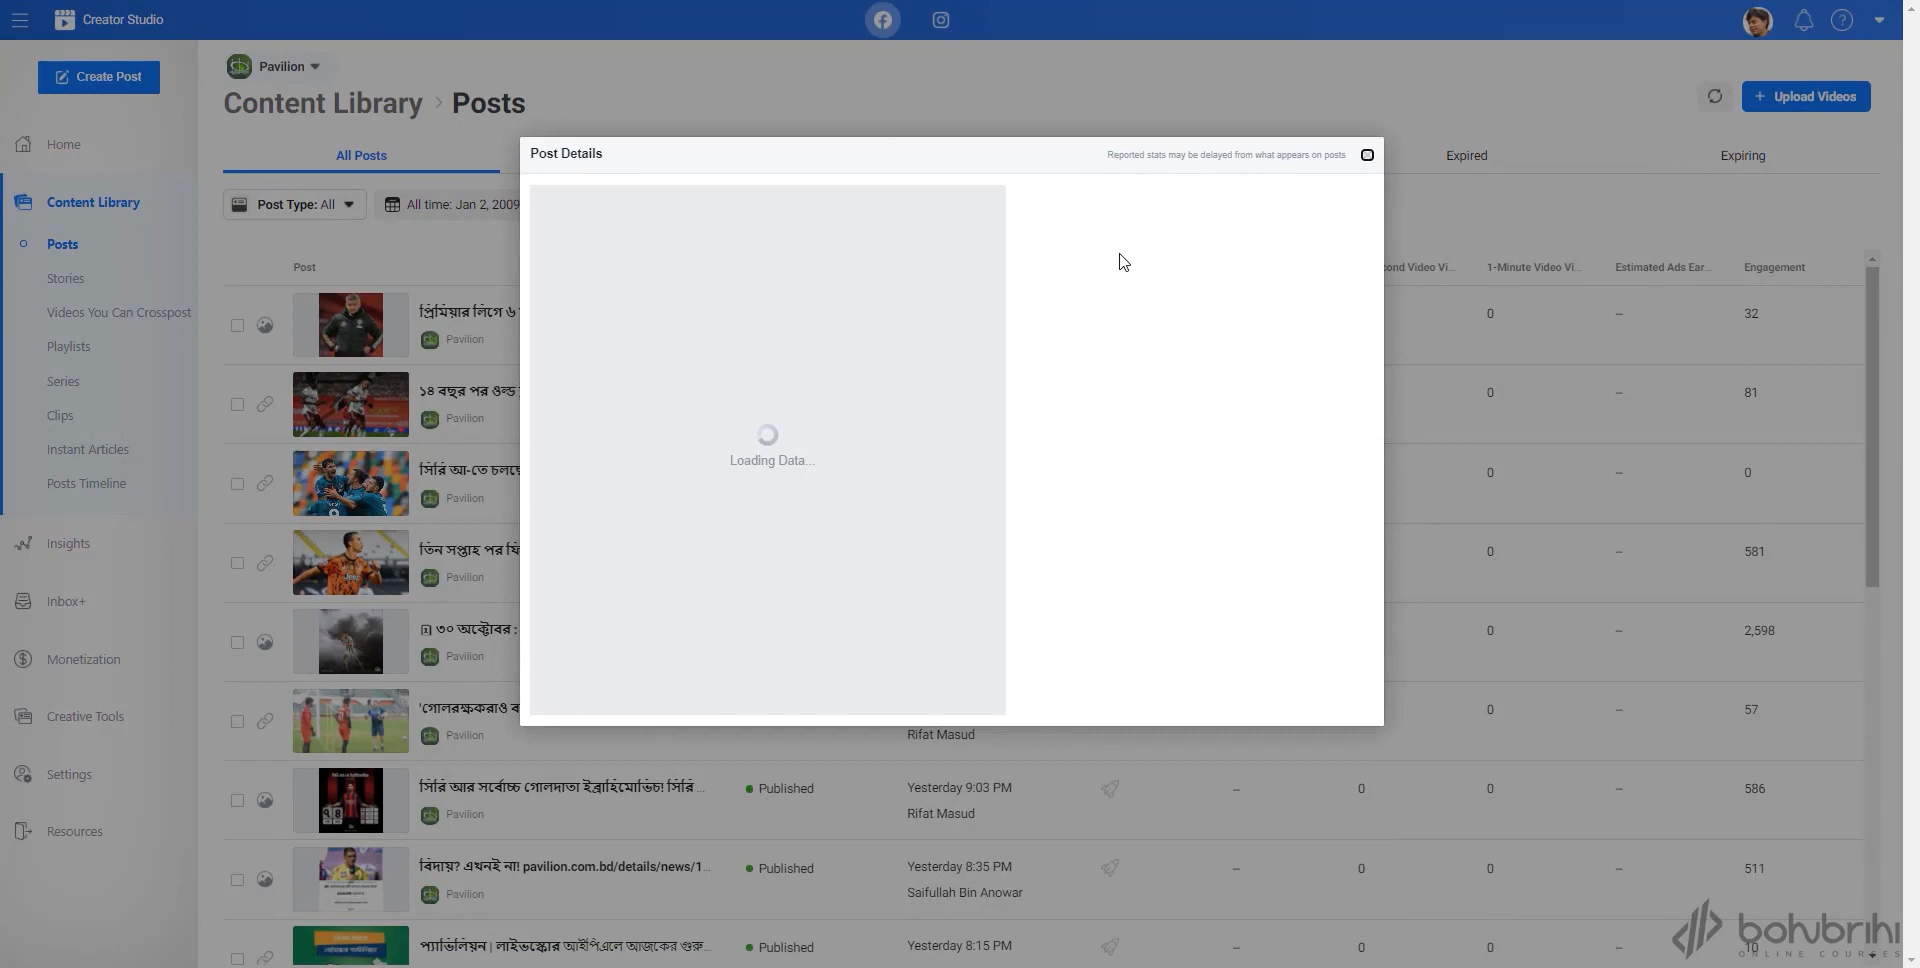 Creator Studio
Create Post
Home
Content Library
Posts
Stories
Videos You Can Crosspost
Playlists
Series
Clips
Instant Articles
Posts Timeline
Insights
Inbox+
Monetization
Creative Tools
Settings
Resources
Pavilion
Content Library > Posts
Upload Videos
All Posts
Expired
Expiring
Post Type: All
All time: Jan 2, 2009
Post Details
Reported stats may be delayed from what appears on posts
Loading Data...
Post
ond Video Vi...
1-Minute Video Vi...
Estimated Ads Ear...
Engagement
প্রিমিয়ার লিগে ৬
Pavilion
0 -- 32
১৪ বছর পর ওল্ড
Pavilion
0 -- 81
সিরি আ-তে চলছে
Pavilion
0 -- 0
তিন সপ্তাহ পর ফি
Pavilion
0 -- 581
৩০ অক্টোবর :
Pavilion
0 -- 2,598
'গোলরক্ষকরাও ব
Pavilion
Rifat Masud
0 -- 57
সিরি আর সর্বোচ্চ গোলদাতা ইব্রাহিমোভিচ! সিরি ...
Pavilion
Published
Yesterday 9:03 PM
Rifat Masud
-- 0 0 -- 586
বিদায়? এখনই না! pavilion.com.bd/details/news/1...
Pavilion
Published
Yesterday 8:35 PM
Saifullah Bin Anowar
-- 0 0 -- 511
প্যাভিলিয়ন | লাইভস্কোর আইপিএলে আজকের গুরু...
Published
Yesterday 8:15 PM
-- 0 0 -- 10
bohubrihi
ONLINE COURSES